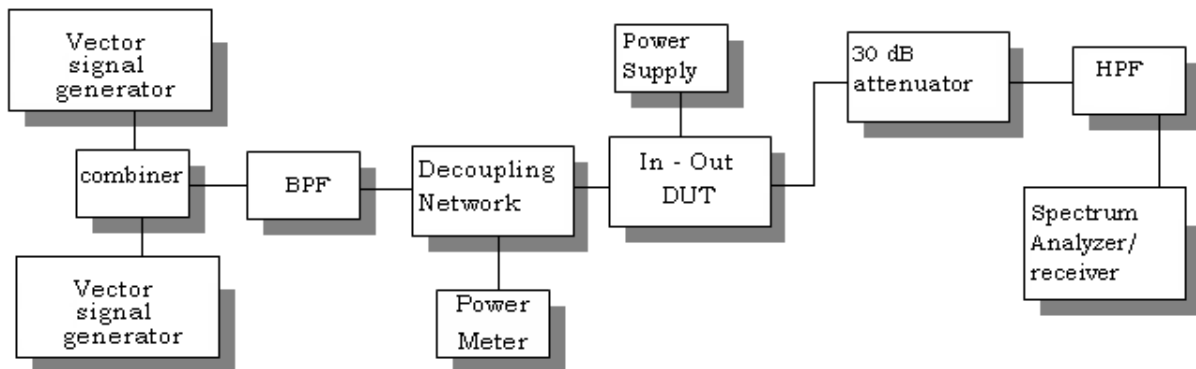 Vector
signal
generator
combiner
Vector
signal
generator
BPF
Decoupling
Network
Power
Meter
Power
Supply
In - Out
DUT
30 dB
attenuator
HPF
Spectrum
Analyzer/
receiver